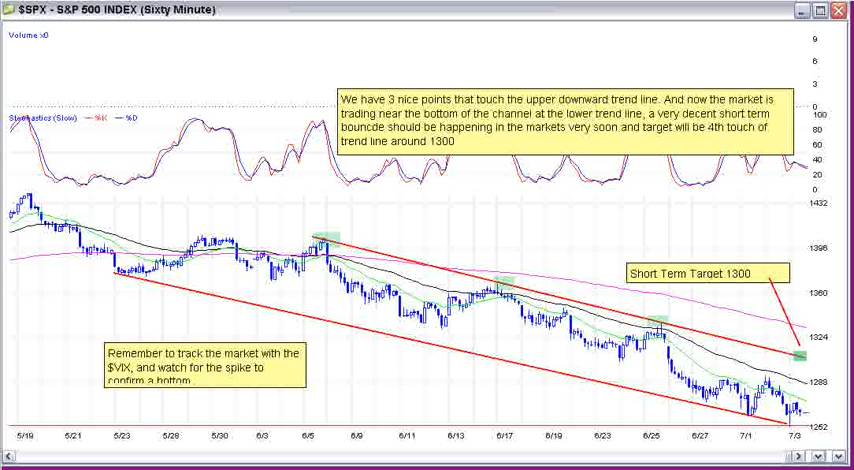 $SPX - S&P 500 INDEX (Sixty Minute)
Volume x0
9
6
3
0
We have 3 nice points that touch the upper downward trend line. And now the market is
trading near the bottom of the channel at the lower trend line, a very decent short term
bouncde should be happening in the markets very soon and target will be 4th touch of
trend line around 1300
Stochastics (Slow) %K %D
100
80
60
40
20
0
1432
1396
1360
1324
1288
1252
Short Term Target 1300
Remember to track the market with the
$VIX, and watch for the spike to
confirm a bottom
5/19 5/21 5/23 5/28 5/30 6/3 6/5 6/9 6/11 6/13 6/17 6/19 6/23 6/25 6/27 7/1 7/3